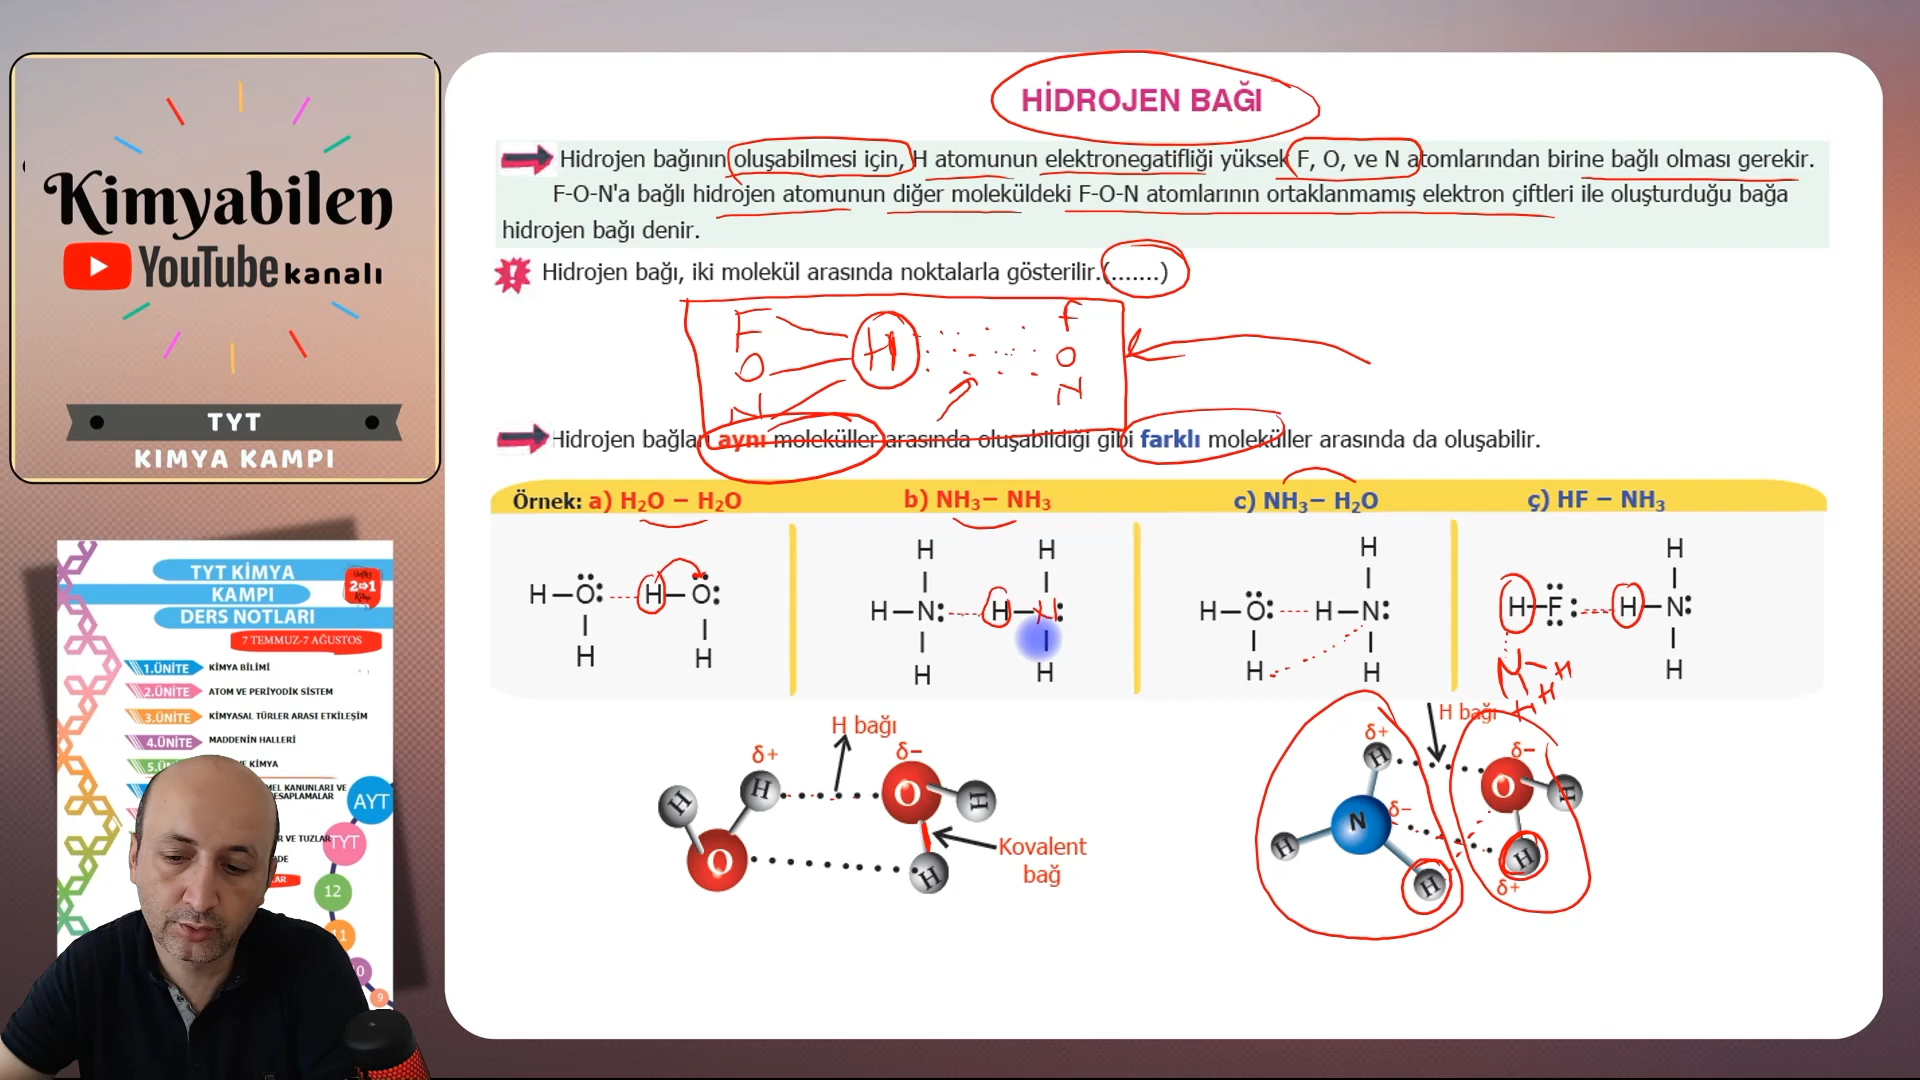 Kimyabilen
YouTube kanalı
TYT
KIMYA KAMPI
HİDROJEN BAĞI
Hidrojen bağının oluşabilmesi için, H atomunun elektronegatifliği yüksek F, O, ve N atomlarından birine bağlı olması gerekir.
F-O-N'a bağlı hidrojen atomunun diğer moleküldeki F-O-N atomlarının ortaklanmamış elektron çiftleri ile oluşturduğu bağa
hidrojen bağı denir.
Hidrojen bağı, iki molekül arasında noktalarla gösterilir.(.......)
F F
H
O O
N N
Hidrojen bağları aynı moleküller arasında oluşabildiği gibi farklı moleküller arasında da oluşabilir.
Örnek: a) H₂O − H₂O b) NH₃− NH₃ c) NH₃− H₂O ç) HF − NH₃
H H H H
H−O: H−O: H−N: H−N: H−O: H−N: H−F: H−N:
H H H H H H H
N H
H
H
H bağı
δ+ δ−
H H O H
O H
Kovalent
bağ
H bağı
δ+ δ−
H O H
N δ−
H H H
δ+
TYT KİMYA
KAMPI
DERS NOTLARI
2⇨1
7 TEMMUZ-7 AĞUSTOS
1.ÜNİTE KİMYA BİLİMİ
2.ÜNİTE ATOM VE PERİYODİK SİSTEM
3.ÜNİTE KİMYASAL TÜRLER ARASI ETKİLEŞİM
4.ÜNİTE MADDENİN HALLERİ
AYT
TYT
12
11
9